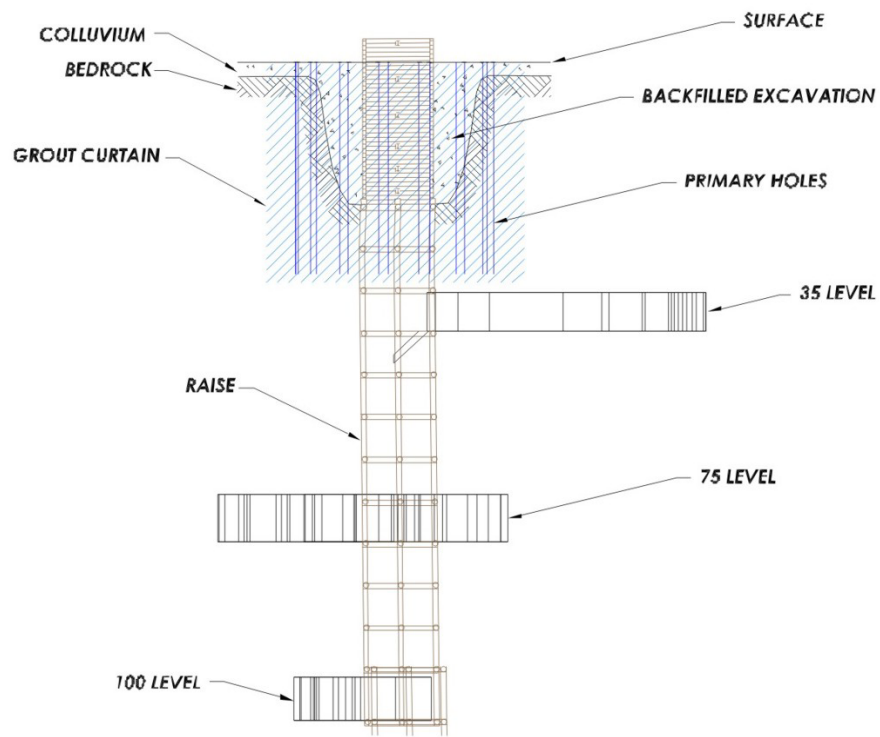 SURFACE
COLLUVIUM
BEDROCK
BACKFILLED EXCAVATION
GROUT CURTAIN
PRIMARY HOLES
35 LEVEL
RAISE
75 LEVEL
100 LEVEL